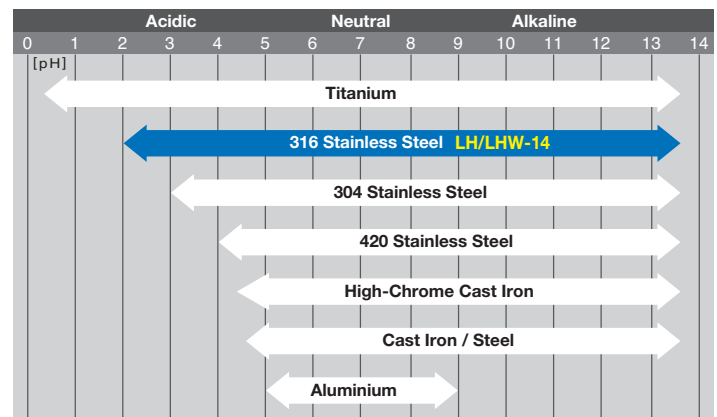 Acidic Neutral Alkaline
0 1 2 3 4 5 6 7 8 9 10 11 12 13 14
[pH]
Titanium
316 Stainless Steel LH/LHW-14
304 Stainless Steel
420 Stainless Steel
High-Chrome Cast Iron
Cast Iron / Steel
Aluminium